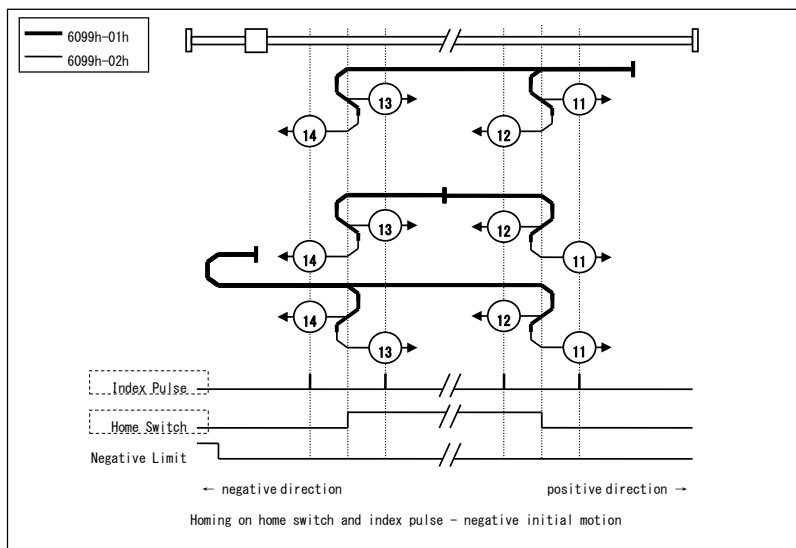 6099h-01h
6099h-02h
13
11
14
12
13
12
14
11
14
12
13
11
Index Pulse
Home Switch
Negative Limit
← negative direction positive direction →
Homing on home switch and index pulse – negative initial motion